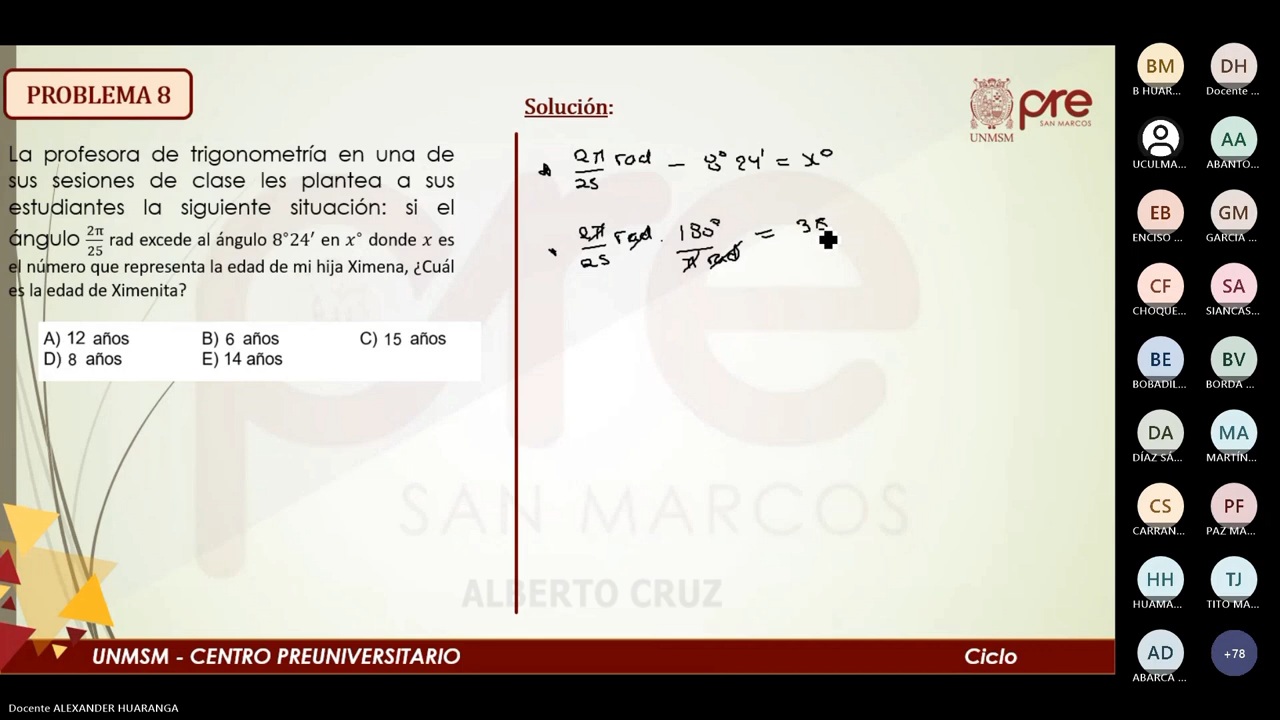 PROBLEMA 8
La profesora de trigonometría en una de
sus sesiones de clase les plantea a sus
estudiantes la siguiente situación: si el
ángulo 2π/25 rad excede al ángulo 8°24′ en x° donde x es
el número que representa la edad de mi hija Ximena, ¿Cuál
es la edad de Ximenita?
A) 12 años B) 6 años C) 15 años
D) 8 años E) 14 años
Solución:
2π/25 rad - 8°24' = x°
2π/25 rad . 180°/π rad =
UNMSM
pre
SAN MARCOS
pre
SAN MARCOS
ALBERTO CRUZ
UNMSM - CENTRO PREUNIVERSITARIO
Ciclo
BM
B HUAR...
DH
Docente ...
UCULMA...
AA
ABANTO...
EB
ENCISO ...
GM
GARCIA ...
CF
CHOQUE...
SA
SIANCAS...
BE
BOBADIL...
BV
BORDA ...
DA
DÍAZ SÁ...
MA
MARTÍN...
CS
CARRAN...
PF
PAZ MA...
HH
HUAMA...
TJ
TITO MA...
AD
ABARCA ...
+78
Docente ALEXANDER HUARANGA